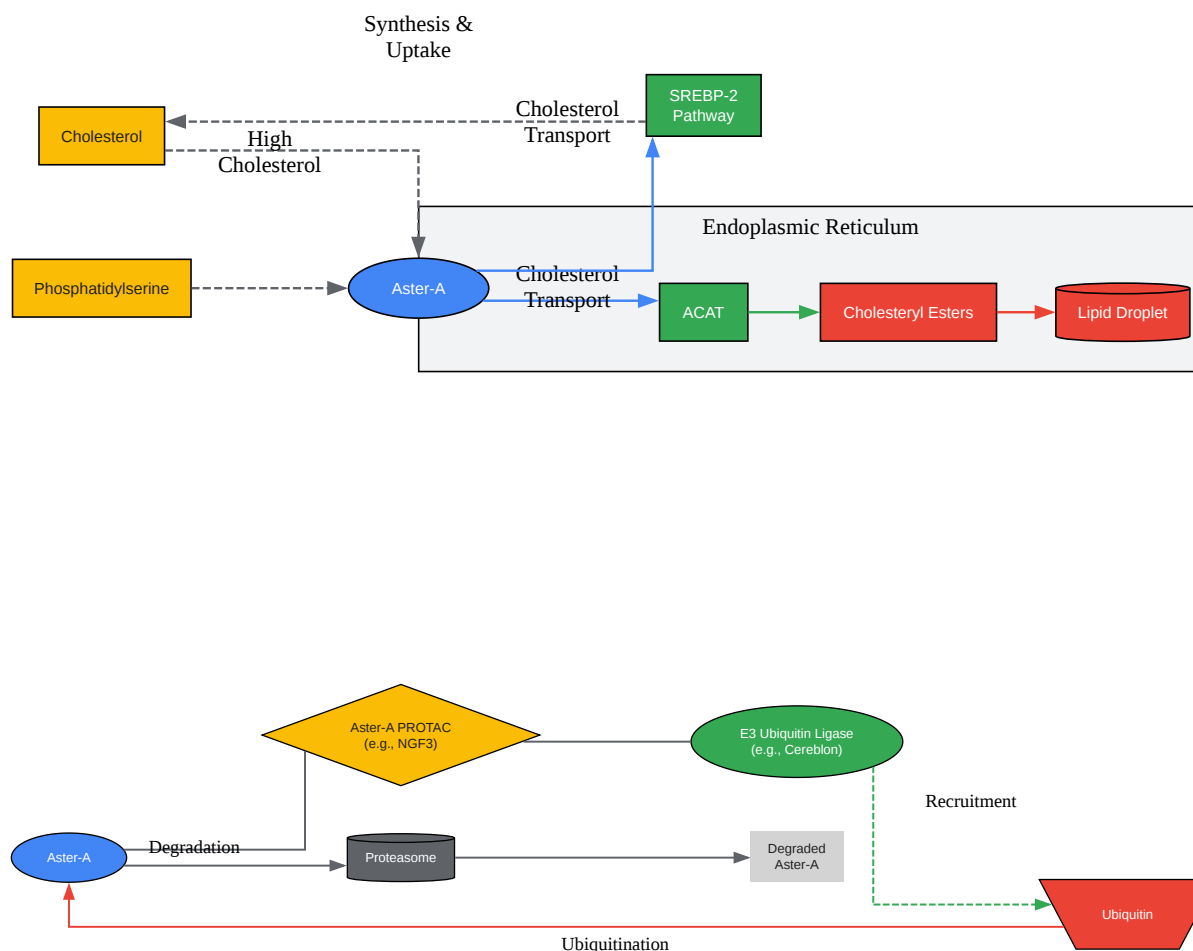 Synthesis &
Uptake
SREBP-2
Pathway
Cholesterol
Transport
Cholesterol
High
Cholesterol
Endoplasmic Reticulum
Phosphatidylserine
Aster-A
Cholesterol
Transport
ACAT
Cholesteryl Esters
Lipid Droplet
Aster-A PROTAC
(e.g., NGF3)
E3 Ubiquitin Ligase
(e.g., Cereblon)
Recruitment
Aster-A
Degradation
Proteasome
Degraded
Aster-A
Ubiquitin
Ubiquitination